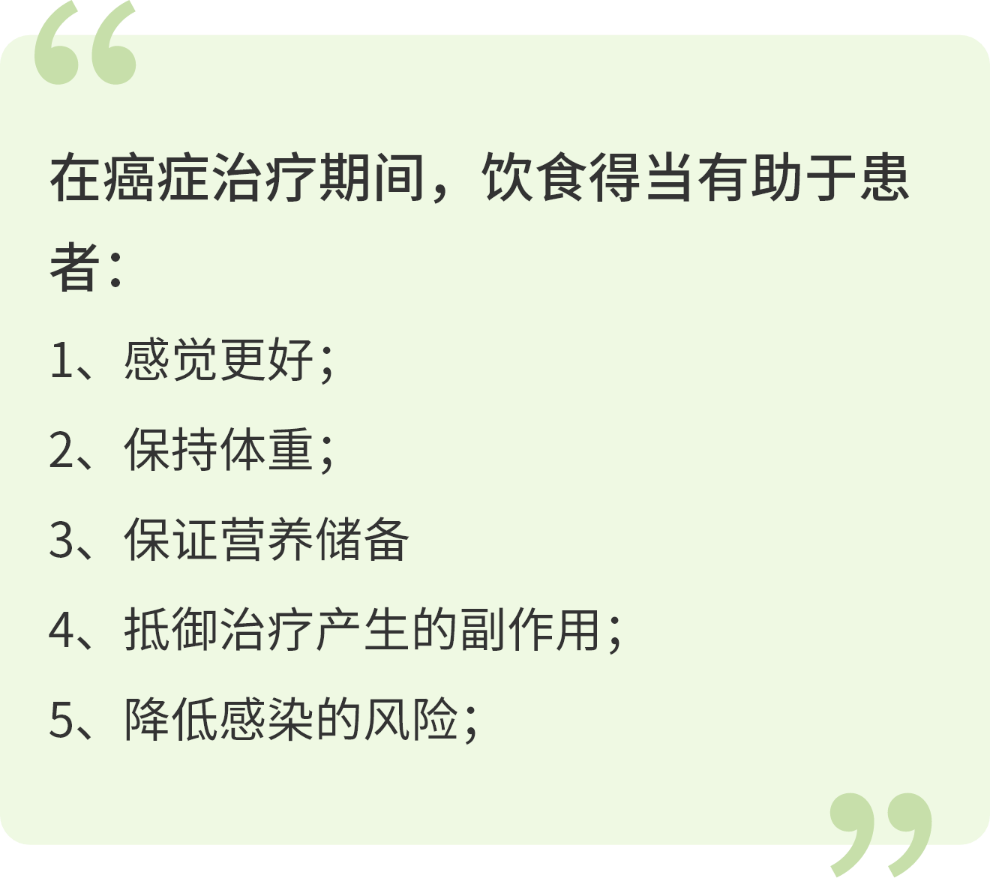 在癌症治疗期间，饮食得当有助于患
者：
1、感觉更好；
2、保持体重；
3、保证营养储备
4、抵御治疗产生的副作用；
5、降低感染的风险；